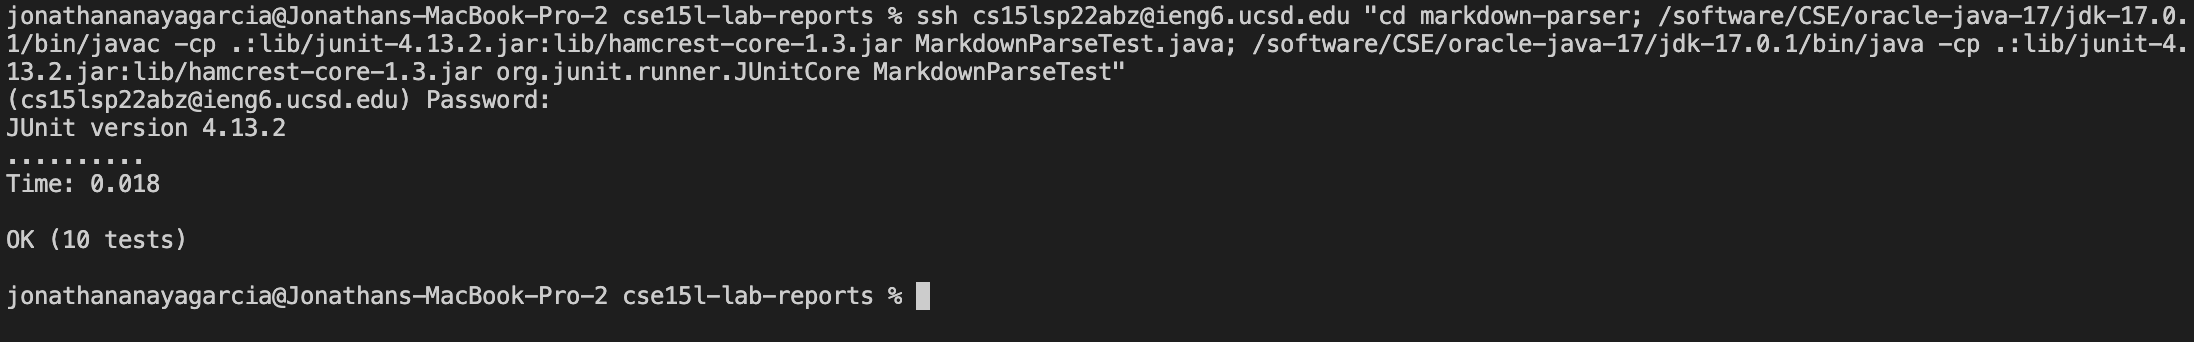 jonathananayagarcia@Jonathans-MacBook-Pro-2 cse15l-lab-reports % ssh cs15lsp22abz@ieng6.ucsd.edu "cd markdown-parser; /software/CSE/oracle-java-17/jdk-17.0.
1/bin/javac -cp .:lib/junit-4.13.2.jar:lib/hamcrest-core-1.3.jar MarkdownParseTest.java; /software/CSE/oracle-java-17/jdk-17.0.1/bin/java -cp .:lib/junit-4.
13.2.jar:lib/hamcrest-core-1.3.jar org.junit.runner.JUnitCore MarkdownParseTest"
(cs15lsp22abz@ieng6.ucsd.edu) Password:
JUnit version 4.13.2
..........
Time: 0.018
OK (10 tests)
jonathananayagarcia@Jonathans-MacBook-Pro-2 cse15l-lab-reports %